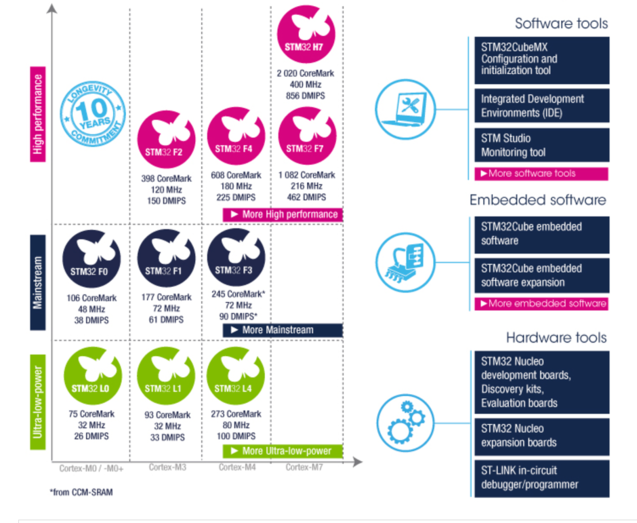 High performance
LONGEVITY
10
YEARS
COMMITMENT
STM32 H7
2 020 CoreMark
400 MHz
856 DMIPS
STM32 F2
398 CoreMark
120 MHz
150 DMIPS
STM32 F4
608 CoreMark
180 MHz
225 DMIPS
STM32 F7
1 082 CoreMark
216 MHz
462 DMIPS
► More High performance
Mainstream
STM32 F0
106 CoreMark
48 MHz
38 DMIPS
STM32 F1
177 CoreMark
72 MHz
61 DMIPS
STM32 F3
245 CoreMark*
72 MHz
90 DMIPS*
► More Mainstream
Ultra-low-power
STM32 L0
75 CoreMark
32 MHz
26 DMIPS
STM32 L1
93 CoreMark
32 MHz
33 DMIPS
STM32 L4
273 CoreMark
80 MHz
100 DMIPS
► More Ultra-low-power
Cortex-M0 / -M0+
Cortex-M3
Cortex-M4
Cortex-M7
*from CCM-SRAM
Software tools
STM32CubeMX
Configuration and
initialization tool
Integrated Development
Environments (IDE)
STM Studio
Monitoring tool
►More software tools
Embedded software
STM32Cube embedded
software
STM32Cube embedded
software expansion
►More embedded software
Hardware tools
STM32 Nucleo
development boards,
Discovery kits,
Evaluation boards
STM32 Nucleo
expansion boards
ST-LINK in-circuit
debugger/programmer